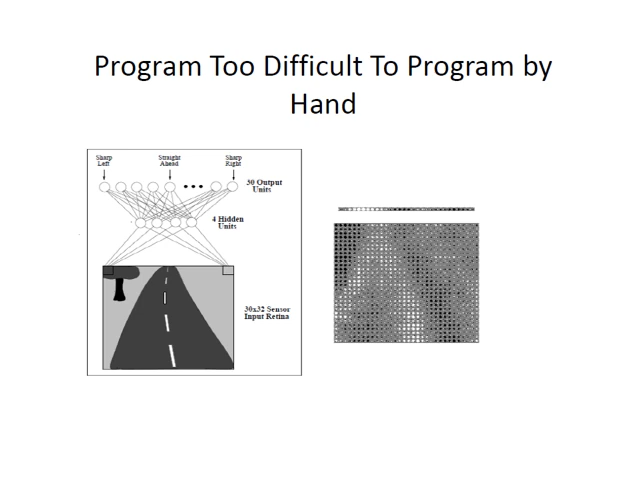 Program Too Difficult To Program by
Hand
Sharp Left
Straight Ahead
Sharp Right
30 Output
Units
4 Hidden
Units
30x32 Sensor
Input Retina